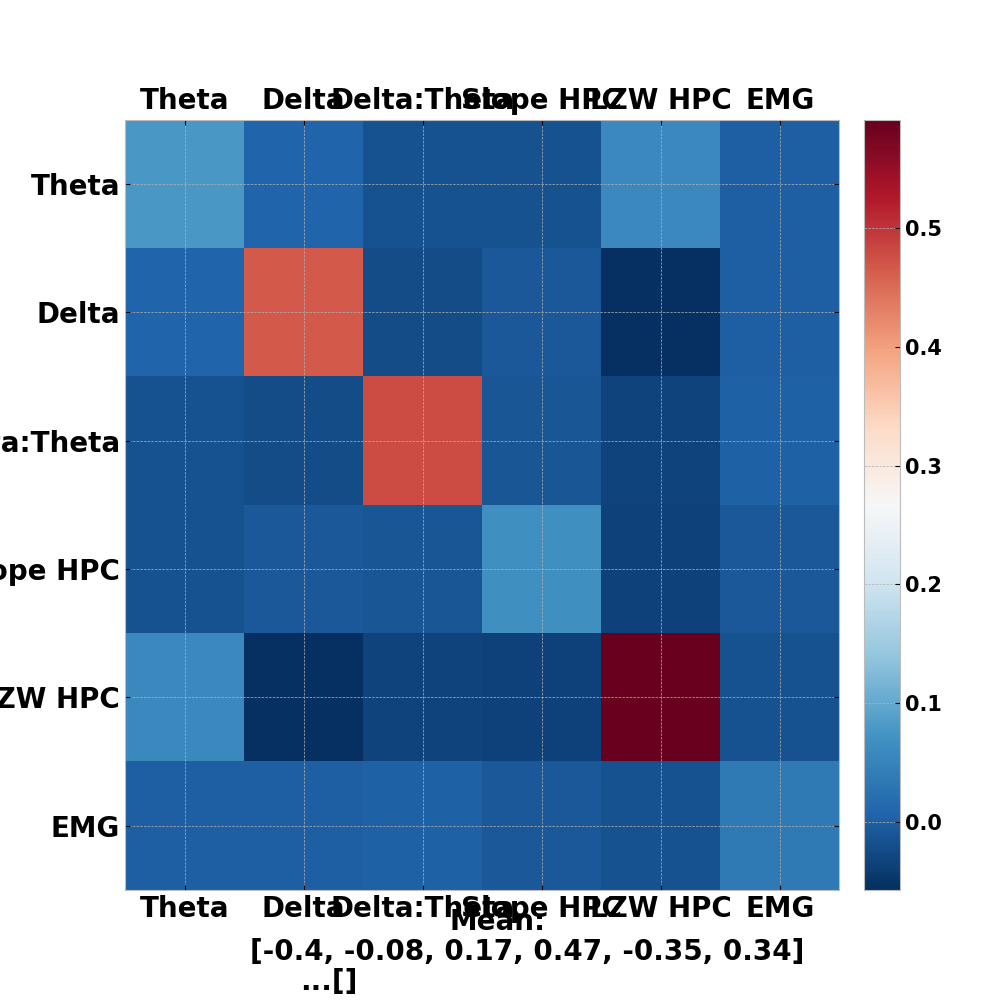 Theta Delta Delta:Theta Slope HPC LZW HPC EMG
Theta
Delta
a:Theta
ope HPC
ZW HPC
EMG
0.5
0.4
0.3
0.2
0.1
0.0
Theta Delta Delta:Theta Slope HPC LZW HPC EMG
Mean:
[-0.4, -0.08, 0.17, 0.47, -0.35, 0.34]
...[]